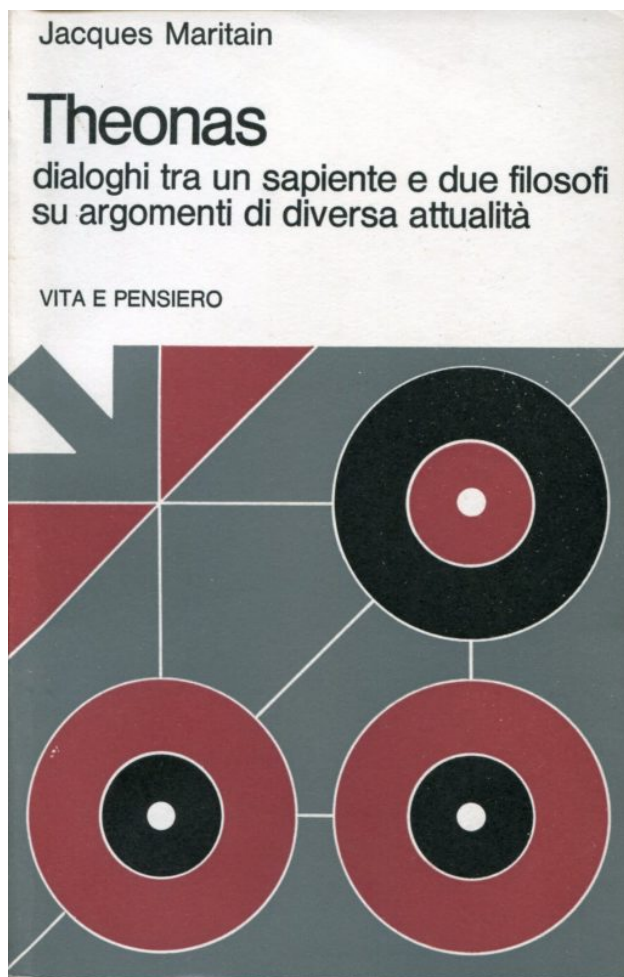 Jacques Maritain
Theonas
dialoghi tra un sapiente e due filosofi
su argomenti di diversa attualità
VITA E PENSIERO